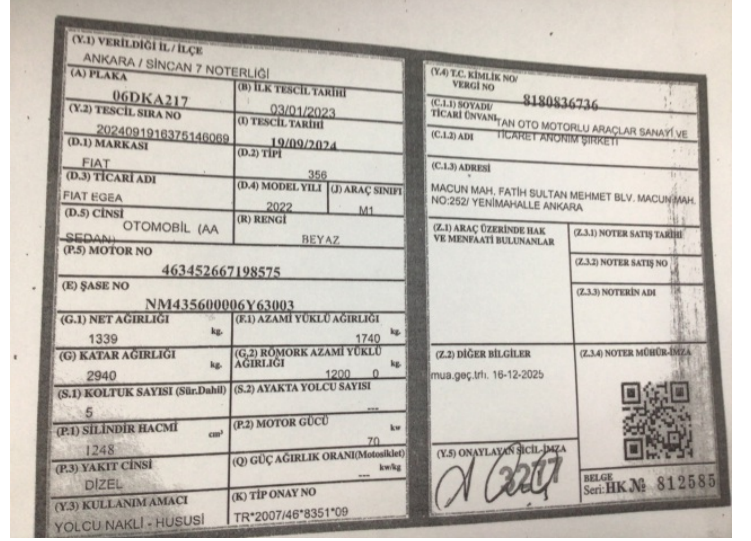 (Y.1) VERİLDİĞİ İL / İLÇE
ANKARA / SİNCAN 7 NOTERLİĞİ
(A) PLAKA
06DKA217
(B) İLK TESCİL TARİHİ
03/01/2023
(Y.2) TESCİL SIRA NO
2024091916375146069
(I) TESCİL TARİHİ
19/09/2024
(D.1) MARKASI
FIAT
(D.2) TİPİ
356
(D.3) TİCARİ ADI
FIAT EGEA
(D.4) MODEL YILI
2022
(J) ARAÇ SINIFI
M1
(D.5) CİNSİ
OTOMOBİL (AA
SEDAN)
(R) RENGİ
BEYAZ
(P.5) MOTOR NO
463452667198575
(E) ŞASE NO
NM435600006Y63003
(G.1) NET AĞIRLIĞI
1339 kg.
(F.1) AZAMİ YÜKLÜ AĞIRLIĞI
1740 kg.
(G) KATAR AĞIRLIĞI
2940 kg.
(G,2) RÖMORK AZAMİ YÜKLÜ
AĞIRLIĞI
1200 0 kg.
(S.1) KOLTUK SAYISI (Sür.Dahil)
5
(S.2) AYAKTA YOLCU SAYISI
---
(P.1) SİLİNDİR HACMİ
1248 cm³
(P.2) MOTOR GÜCÜ
70 kw
(P.3) YAKIT CİNSİ
DİZEL
(Q) GÜÇ AĞIRLIK ORANI(Motosiklet)
--- kw/kg
(Y.3) KULLANIM AMACI
YOLCU NAKLİ - HUSUSİ
(K) TİP ONAY NO
TR*2007/46*8351*09
(Y.4) T.C. KİMLİK NO/
VERGİ NO
8180836736
(C.1.1) SOYADI/
TİCARİ ÜNVANI
TAN OTO MOTORLU ARAÇLAR SANAYİ VE
(C.1.2) ADI
TİCARET ANONİM ŞİRKETİ
(C.1.3) ADRESİ
MACUN MAH. FATİH SULTAN MEHMET BLV. MACUN MAH.
NO:252/ YENİMAHALLE ANKARA
(Z.1) ARAÇ ÜZERİNDE HAK
VE MENFAATİ BULUNANLAR
(Z.3.1) NOTER SATIŞ TARİHİ
(Z.3.2) NOTER SATIŞ NO
(Z.3.3) NOTERİN ADI
(Z.2) DİĞER BİLGİLER
mua.geç.trh. 16-12-2025
(Z.3.4) NOTER MÜHÜR-İMZA
(Y.5) ONAYLAYAN SİCİL-İMZA
BELGE
Seri: HK № 812585